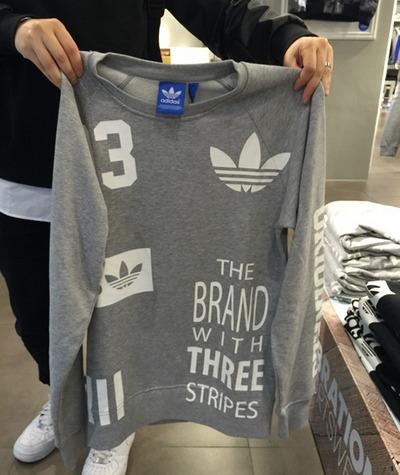 adidas
3
THE
BRAND
WITH
THREE
STRIPES